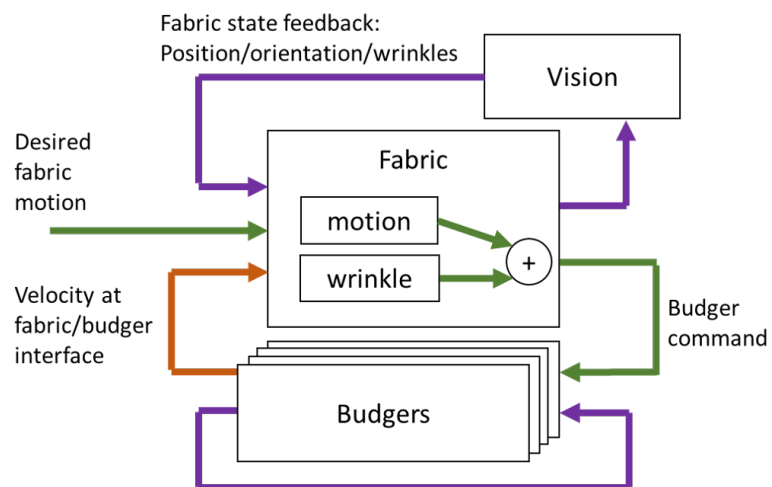 Fabric state feedback:
Position/orientation/wrinkles
Vision
Desired
fabric
motion
Fabric
motion
wrinkle
+
Velocity at
fabric/budger
interface
Budger
command
Budgers